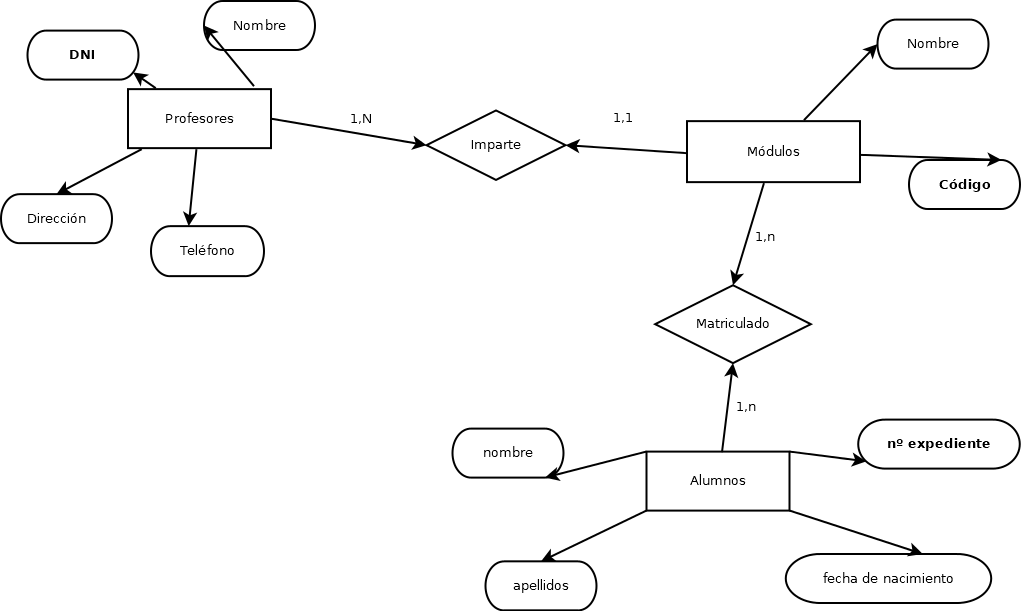 Nombre
DNI
Nombre
Profesores
1,N
1,1
Imparte
Módulos
Código
Dirección
Teléfono
1,n
Matriculado
1,n
nombre
nº expediente
Alumnos
apellidos
fecha de nacimiento